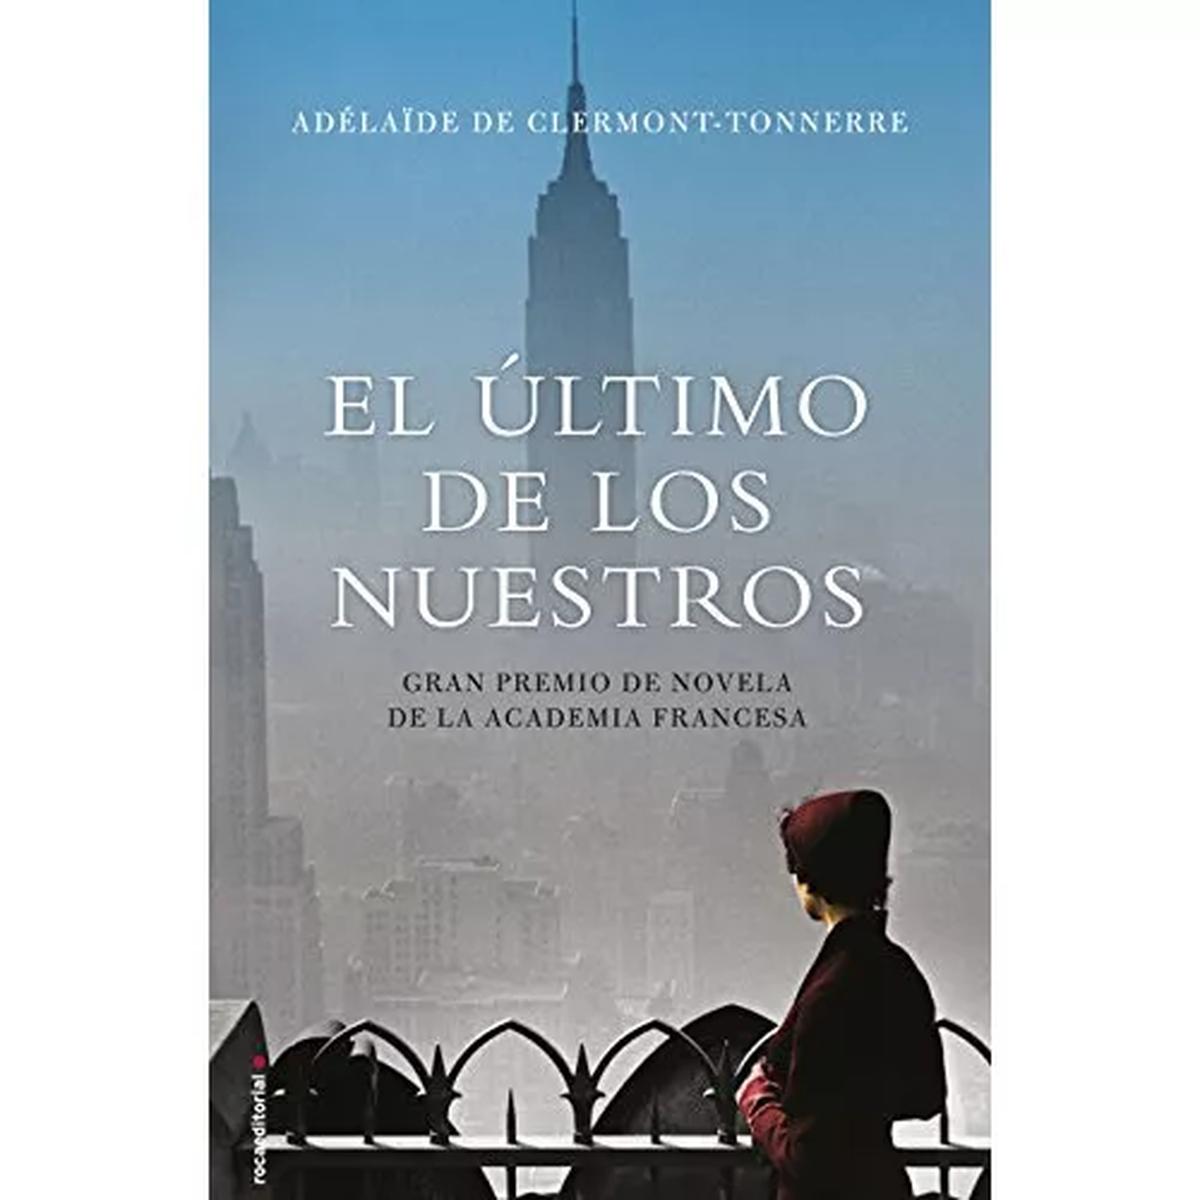 ADÉLAÏDE DE CLERMONT-TONNERRE
EL ÚLTIMO
DE LOS
NUESTROS
GRAN PREMIO DE NOVELA
DE LA ACADEMIA FRANCESA
rocaeditorial